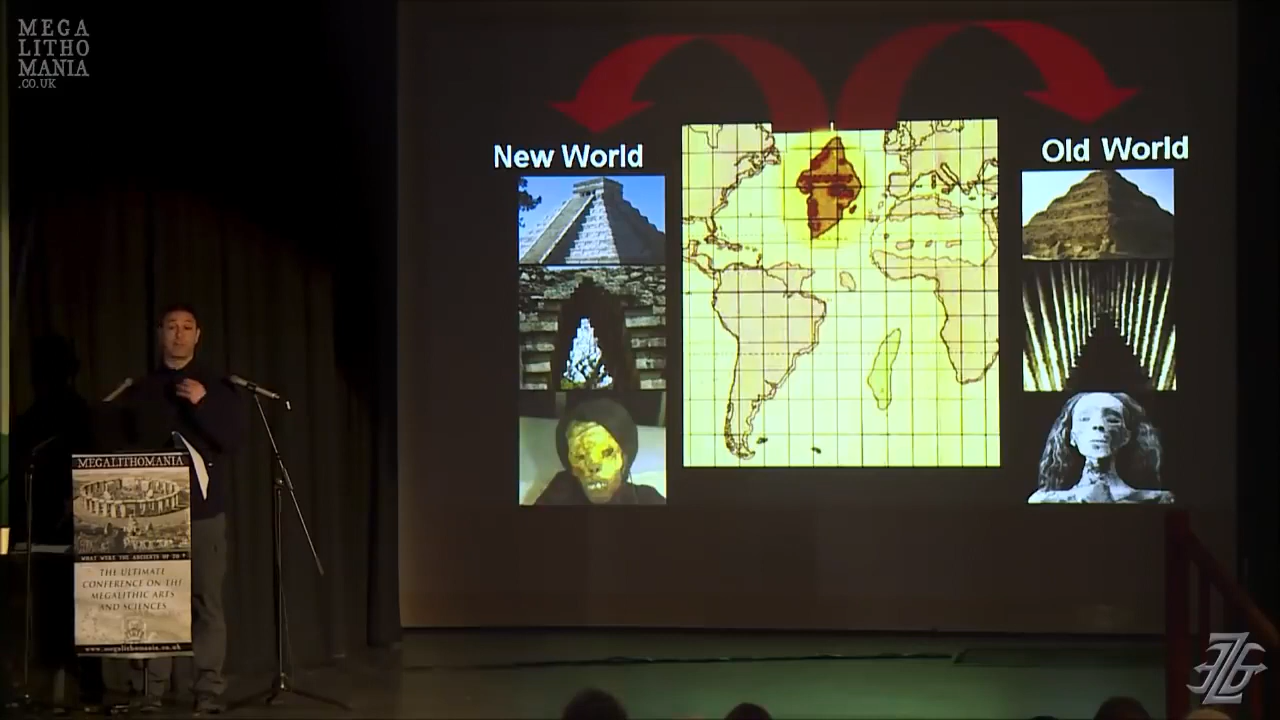 MEGA
LITHO
MANIA
.CO.UK
New World
Old World
MEGALITHOMANIA
WHAT WERE THE ANCIENTS UP TO?
THE ULTIMATE
CONFERENCE ON THE
MEGALITHIC ARTS
AND SCIENCES
www.megalithomania.co.uk